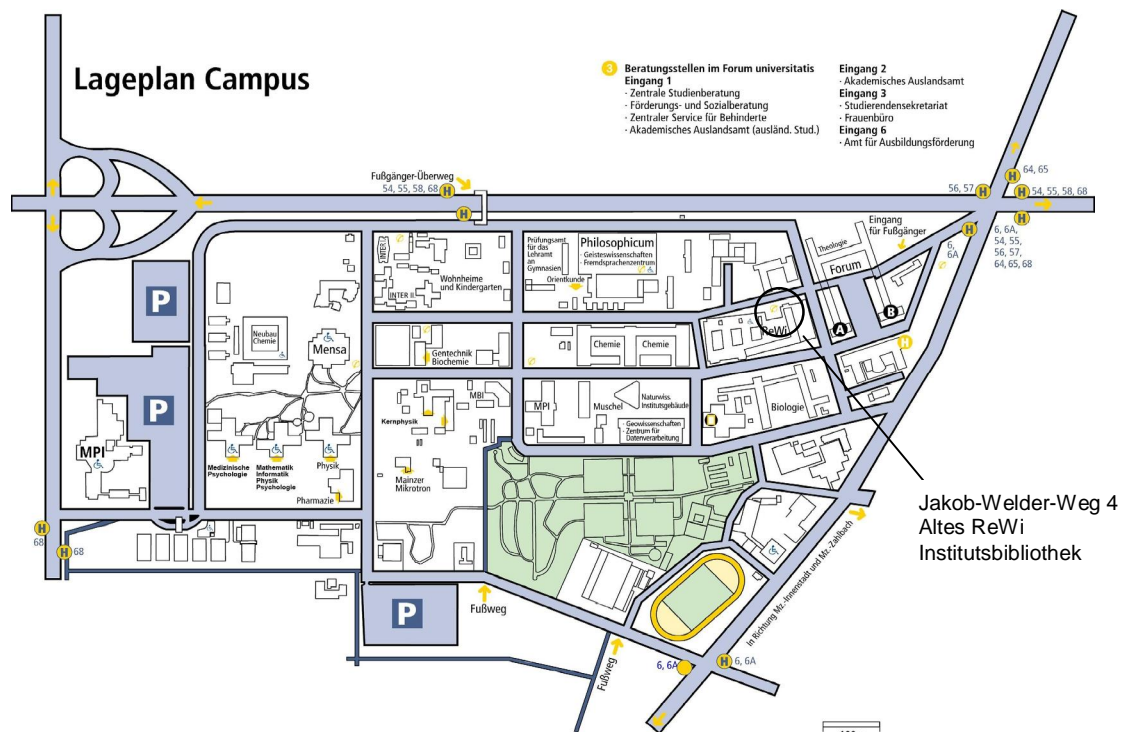 Lageplan Campus
3 Beratungsstellen im Forum universitatis
Eingang 1
· Zentrale Studienberatung
· Förderungs- und Sozialberatung
· Zentraler Service für Behinderte
· Akademisches Auslandsamt (ausländ. Stud.)
Eingang 2
· Akademisches Auslandsamt
Eingang 3
· Studierendensekretariat
· Frauenbüro
Eingang 6
· Amt für Ausbildungsförderung
Fußgänger-Überweg
54, 55, 58, 68 H
H
56, 57 H
H 64, 65
H 54, 55, 58, 68
H
6, 6A,
54, 55,
56, 57,
64, 65, 68
H
6,
6A
Eingang
für Fußgänger
Theologie
Forum
A
B
H
INTER I
INTER II
Wohnheime
und Kindergarten
Prüfungsamt
für das
Lehramt
an
Gymnasien
Orientkunde
Philosophicum
· Geisteswissenschaften
· Fremdsprachenzentrum
ReWi
P
P
P
Neubau
Chemie
Mensa
Gentechnik
Biochemie
Chemie
Chemie
MBI
Kernphysik
MPI
Muschel
Naturwiss.
Institutsgebäude
· Geowissenschaften
· Zentrum für
Datenverarbeitung
Biologie
MPI
Medizinische
Psychologie
Mathematik
Informatik
Physik
Psychologie
Physik
Pharmazie
Mainzer
Mikrotron
H
68
H 68
Fußweg
Fußweg
6, 6A
H 6, 6A
In Richtung Mz.-Innenstadt und Mz.-Zahlbach
Jakob-Welder-Weg 4
Altes ReWi
Institutsbibliothek